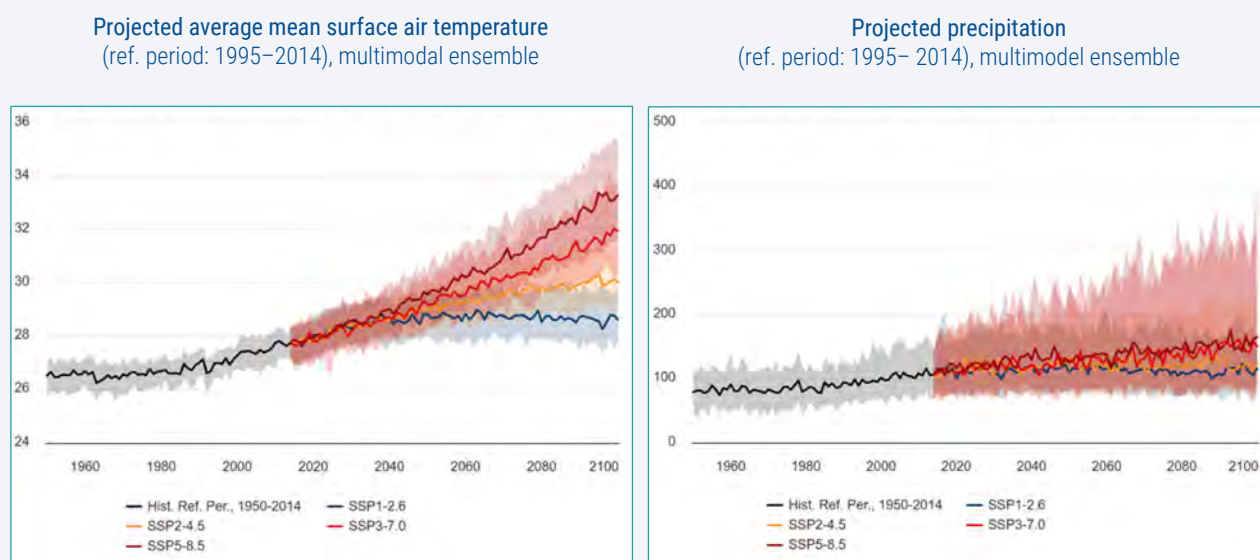 Projected average mean surface air temperature
(ref. period: 1995–2014), multimodal ensemble
36
34
32
30
28
26
24
1960 1980 2000 2020 2040 2060 2080 2100
Hist. Ref. Per., 1950-2014 SSP1-2.6
SSP2-4.5 SSP3-7.0
SSP5-8.5
Projected precipitation
(ref. period: 1995– 2014), multimodel ensemble
500
400
300
200
100
0
1960 1980 2000 2020 2040 2060 2080 2100
Hist. Ref. Per., 1950-2014 SSP1-2.6
SSP2-4.5 SSP3-7.0
SSP5-8.5